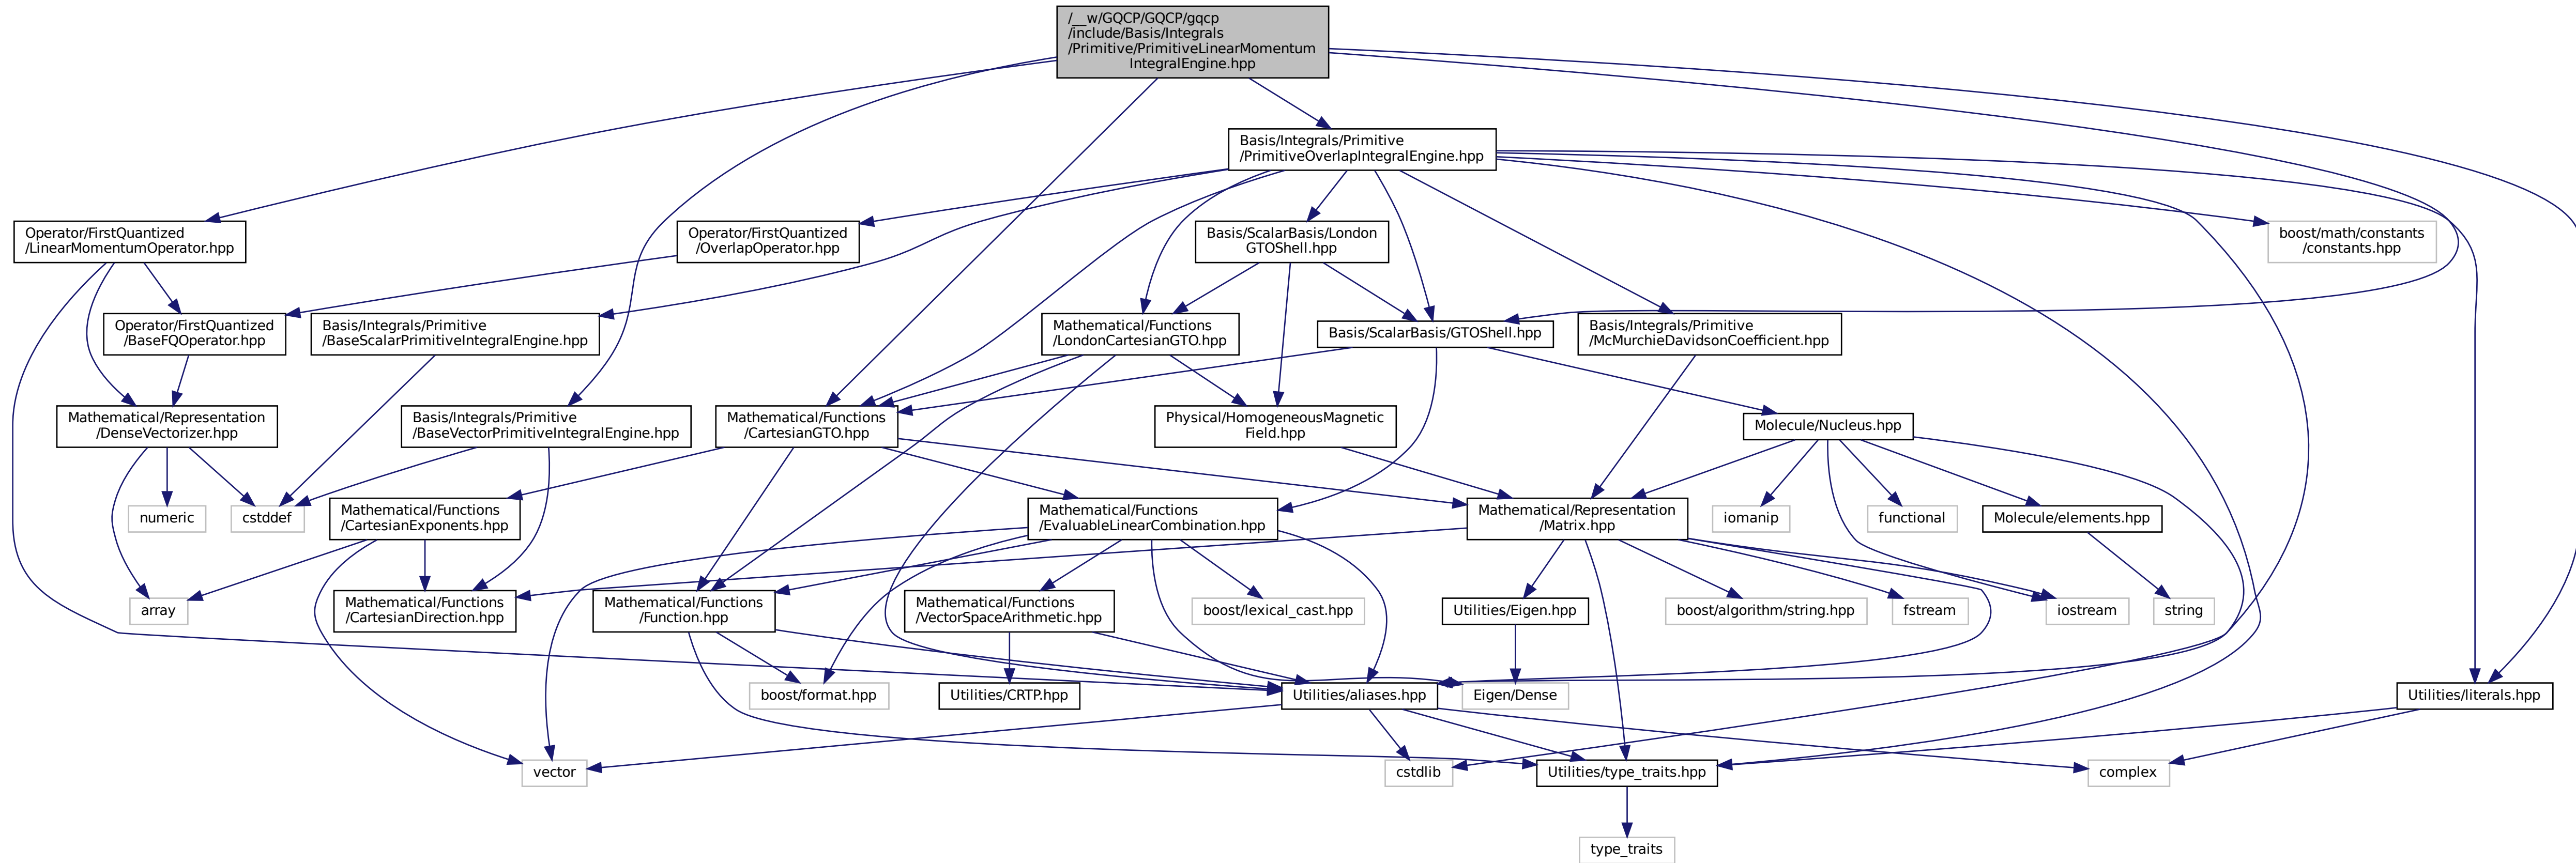 /__w/GQCP/GQCP/gqcp
/include/Basis/Integrals
/Primitive/PrimitiveLinearMomentum
IntegralEngine.hpp
Basis/Integrals/Primitive
/PrimitiveOverlapIntegralEngine.hpp
Operator/FirstQuantized
/LinearMomentumOperator.hpp
Operator/FirstQuantized
/OverlapOperator.hpp
Basis/ScalarBasis/London
GTOShell.hpp
boost/math/constants
/constants.hpp
Operator/FirstQuantized
/BaseFQOperator.hpp
Basis/Integrals/Primitive
/BaseScalarPrimitiveIntegralEngine.hpp
Mathematical/Functions
/LondonCartesianGTO.hpp
Basis/ScalarBasis/GTOShell.hpp
Basis/Integrals/Primitive
/McMurchieDavidsonCoefficient.hpp
Mathematical/Representation
/DenseVectorizer.hpp
Basis/Integrals/Primitive
/BaseVectorPrimitiveIntegralEngine.hpp
Mathematical/Functions
/CartesianGTO.hpp
Physical/HomogeneousMagnetic
Field.hpp
Molecule/Nucleus.hpp
numeric
cstddef
Mathematical/Functions
/CartesianExponents.hpp
Mathematical/Functions
/EvaluableLinearCombination.hpp
Mathematical/Representation
/Matrix.hpp
iomanip
functional
Molecule/elements.hpp
array
Mathematical/Functions
/CartesianDirection.hpp
Mathematical/Functions
/Function.hpp
Mathematical/Functions
/VectorSpaceArithmetic.hpp
boost/lexical_cast.hpp
Utilities/Eigen.hpp
boost/algorithm/string.hpp
fstream
iostream
string
boost/format.hpp
Utilities/CRTP.hpp
Utilities/aliases.hpp
Eigen/Dense
Utilities/literals.hpp
vector
cstdlib
Utilities/type_traits.hpp
complex
type_traits